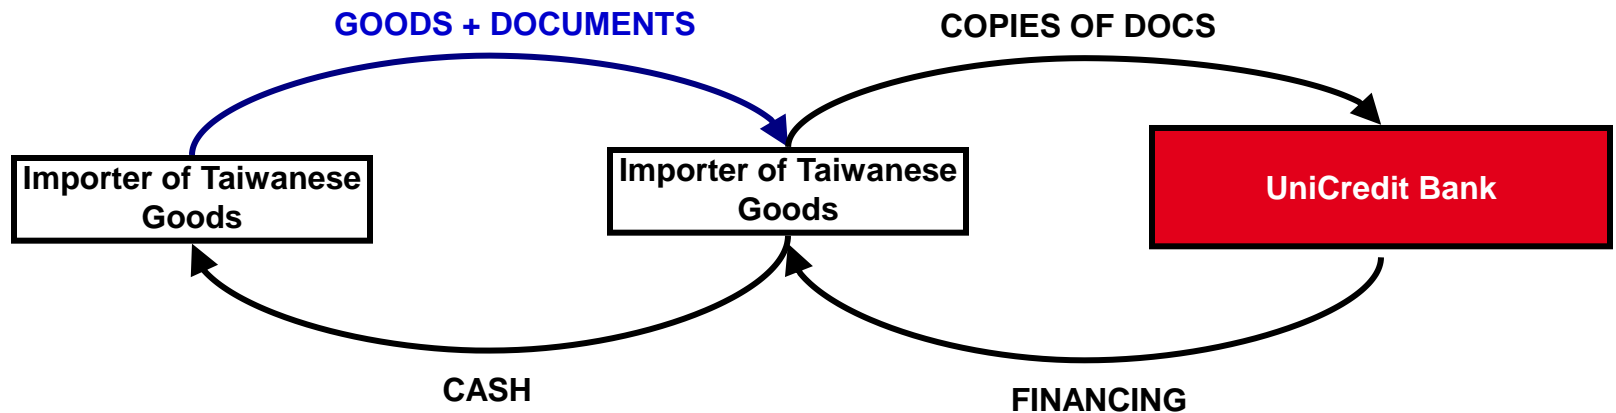 GOODS + DOCUMENTS
COPIES OF DOCS
Importer of Taiwanese
Goods
Importer of Taiwanese
Goods
UniCredit Bank
CASH
FINANCING